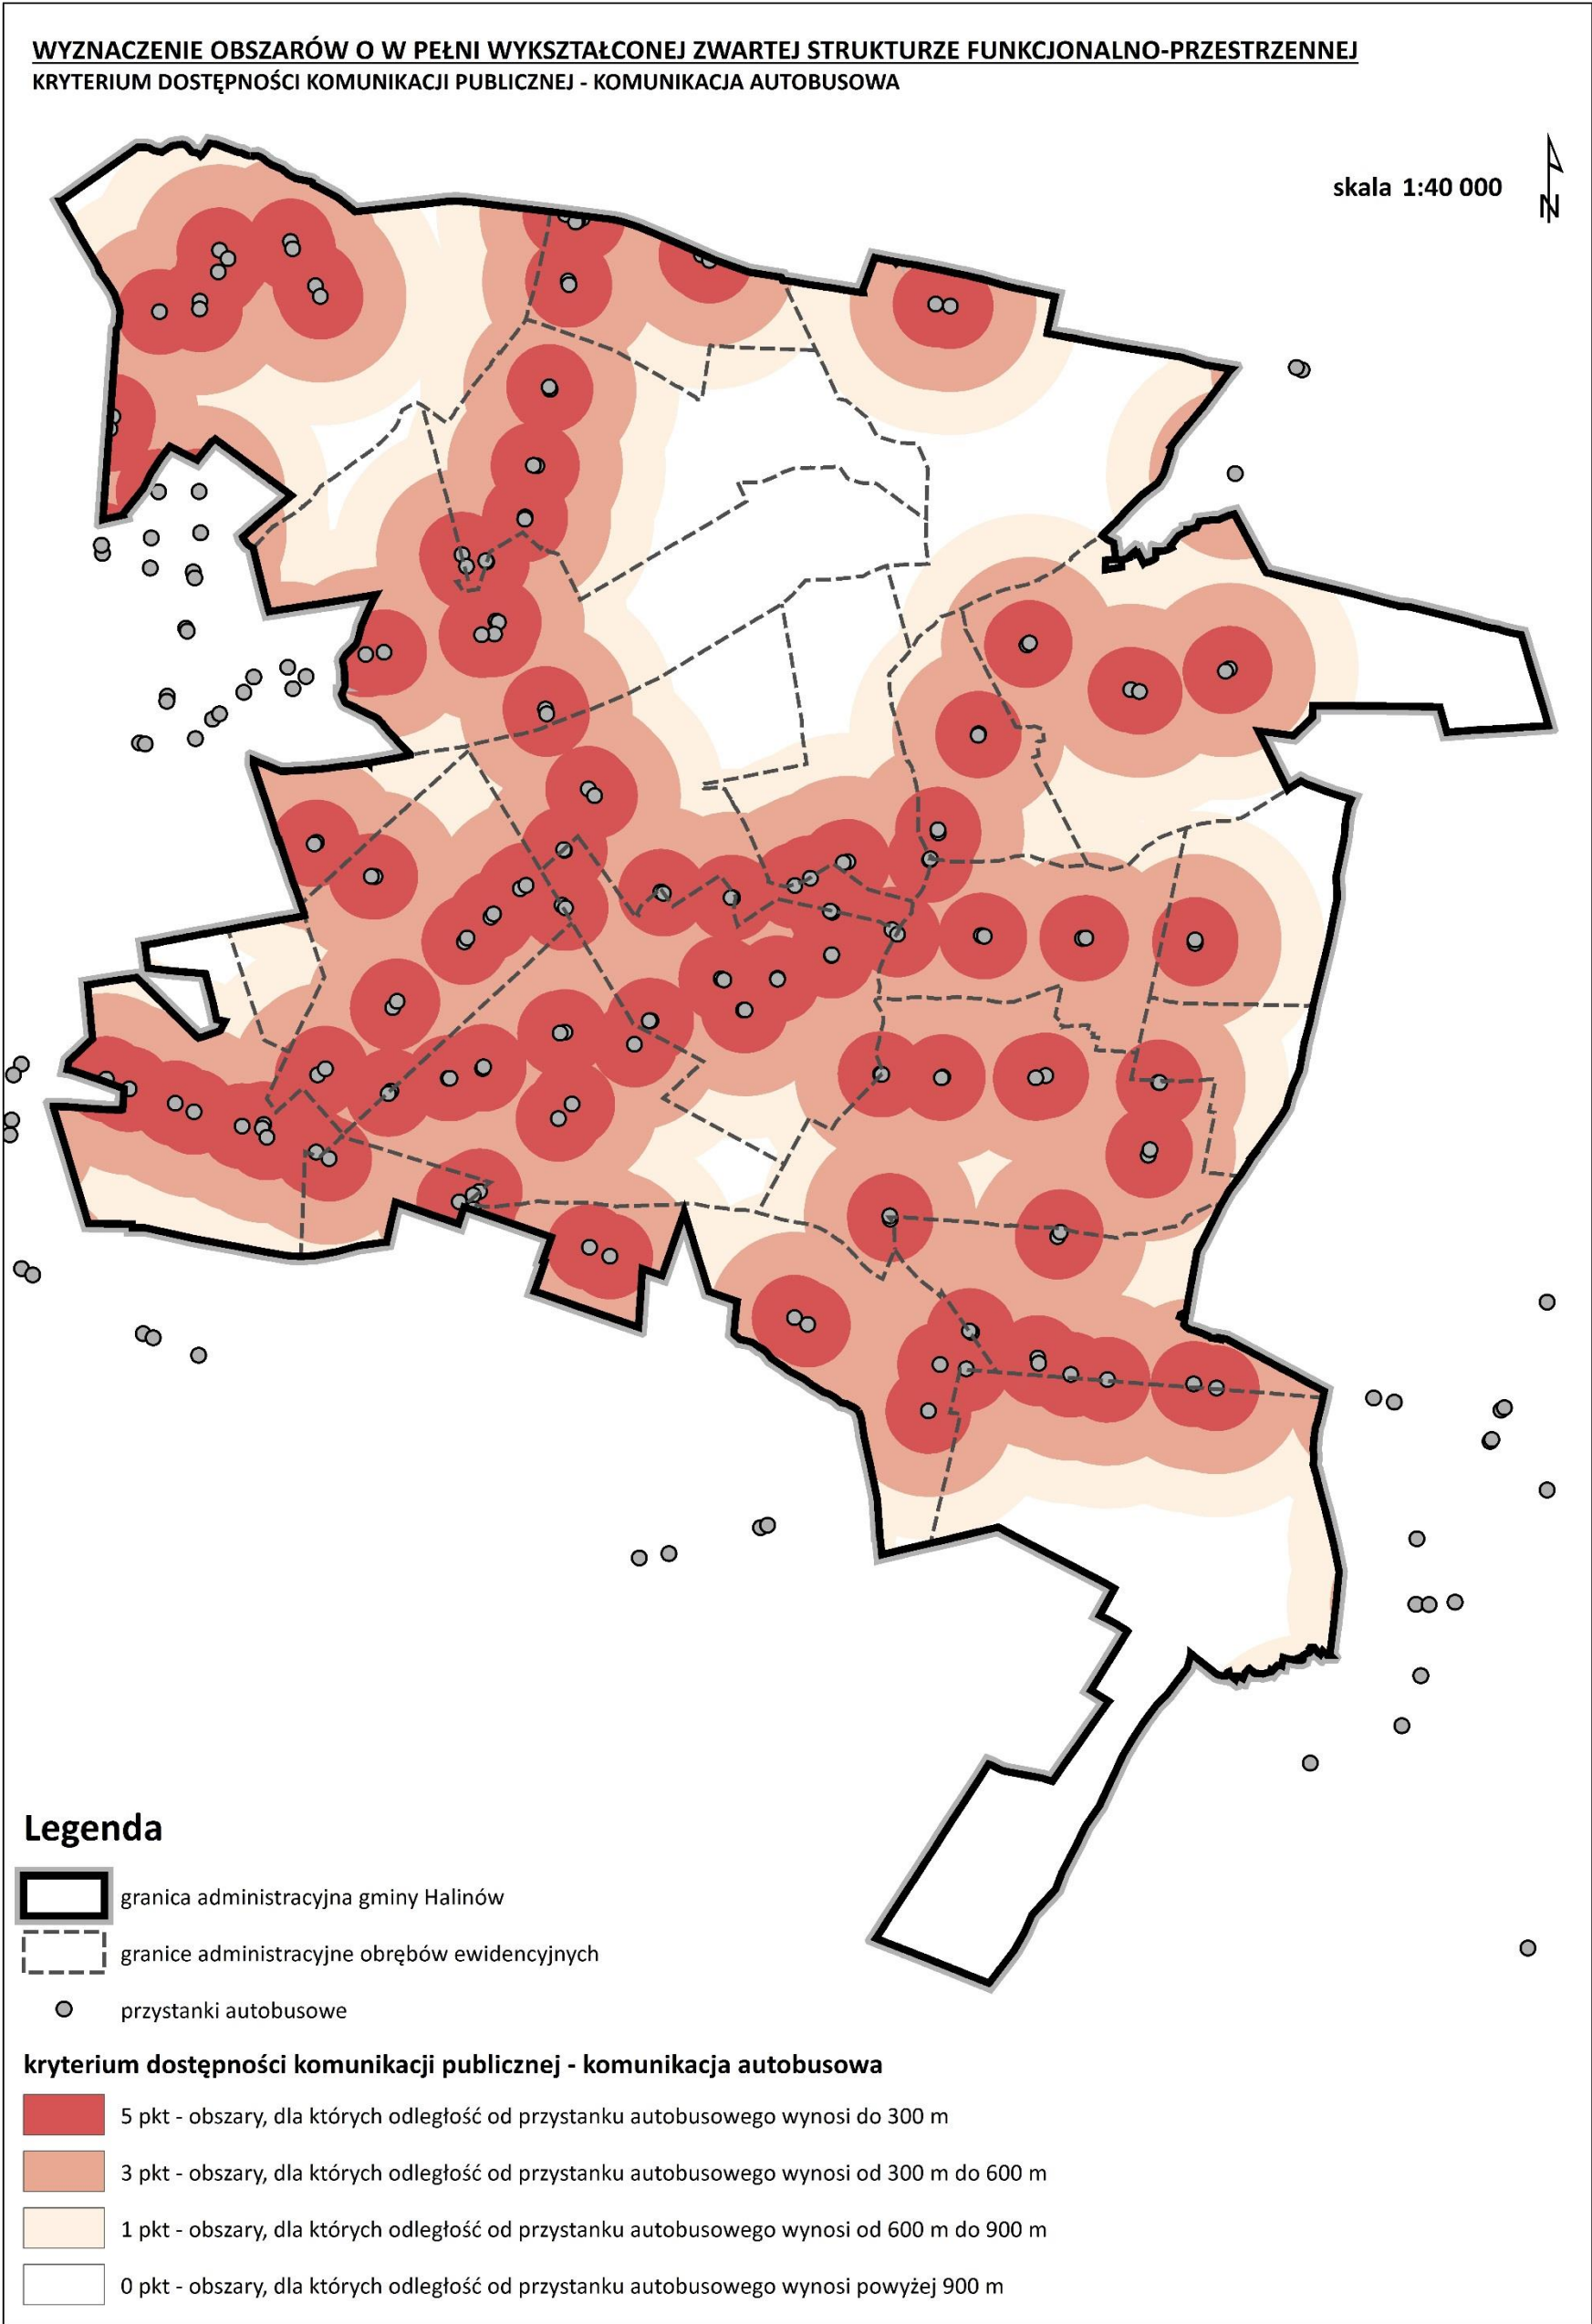 WYZNACZENIE OBSZARÓW O W PEŁNI WYKSZTAŁCONEJ ZWARTEJ STRUKTURZE FUNKCJONALNO-PRZESTRZENNEJ
KRYTERIUM DOSTĘPNOŚCI KOMUNIKACJI PUBLICZNEJ - KOMUNIKACJA AUTOBUSOWA
skala 1:40 000
N
Legenda
granica administracyjna gminy Halinów
granice administracyjne obrębów ewidencyjnych
przystanki autobusowe
kryterium dostępności komunikacji publicznej - komunikacja autobusowa
5 pkt - obszary, dla których odległość od przystanku autobusowego wynosi do 300 m
3 pkt - obszary, dla których odległość od przystanku autobusowego wynosi od 300 m do 600 m
1 pkt - obszary, dla których odległość od przystanku autobusowego wynosi od 600 m do 900 m
0 pkt - obszary, dla których odległość od przystanku autobusowego wynosi powyżej 900 m